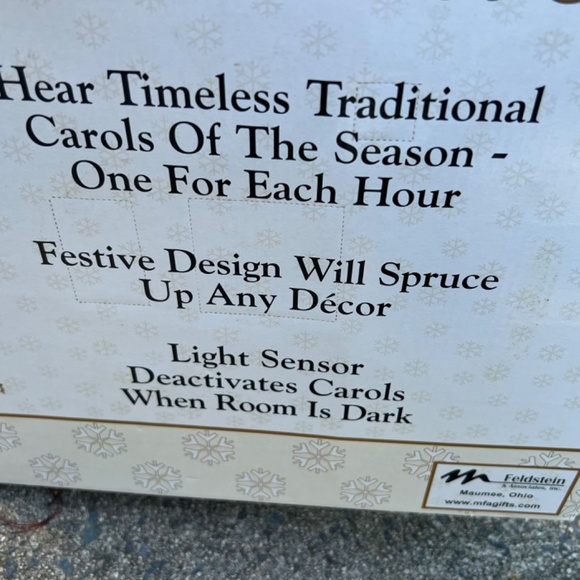 Hear Timeless Traditional
Carols Of The Season -
One For Each Hour
Festive Design Will Spruce
Up Any Décor
Light Sensor
Deactivates Carols
When Room Is Dark
Feldstein
& Associates, Inc.
Maumee, Ohio
www.mfagifts.com